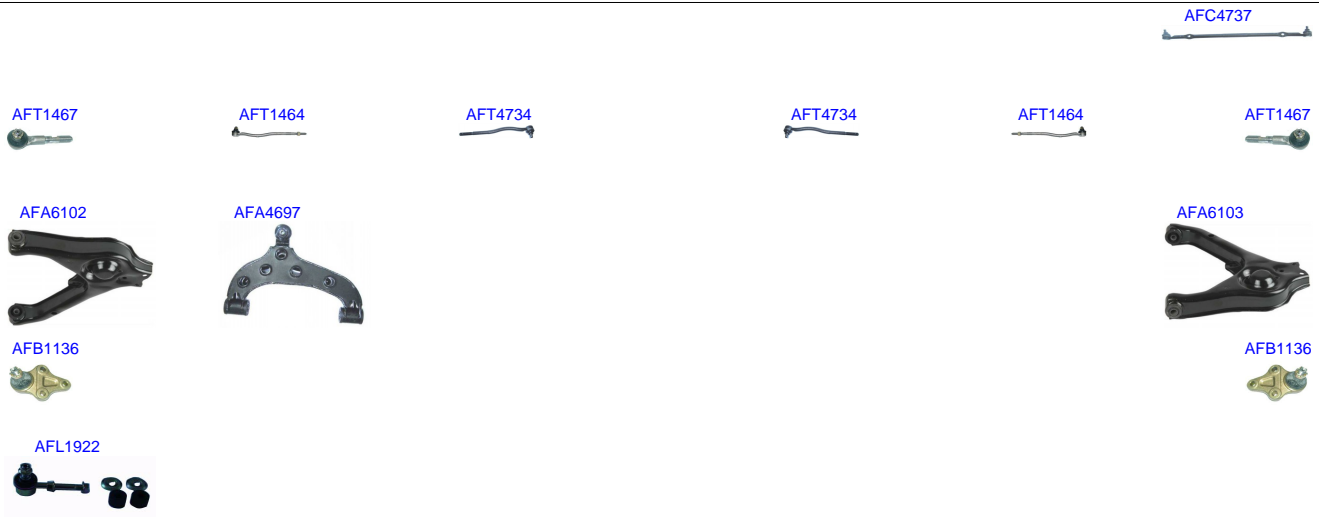 AFC4737
AFT1467 AFT1464 AFT4734 AFT4734 AFT1464 AFT1467
AFA6102 AFA4697 AFA6103
AFB1136 AFB1136
AFL1922